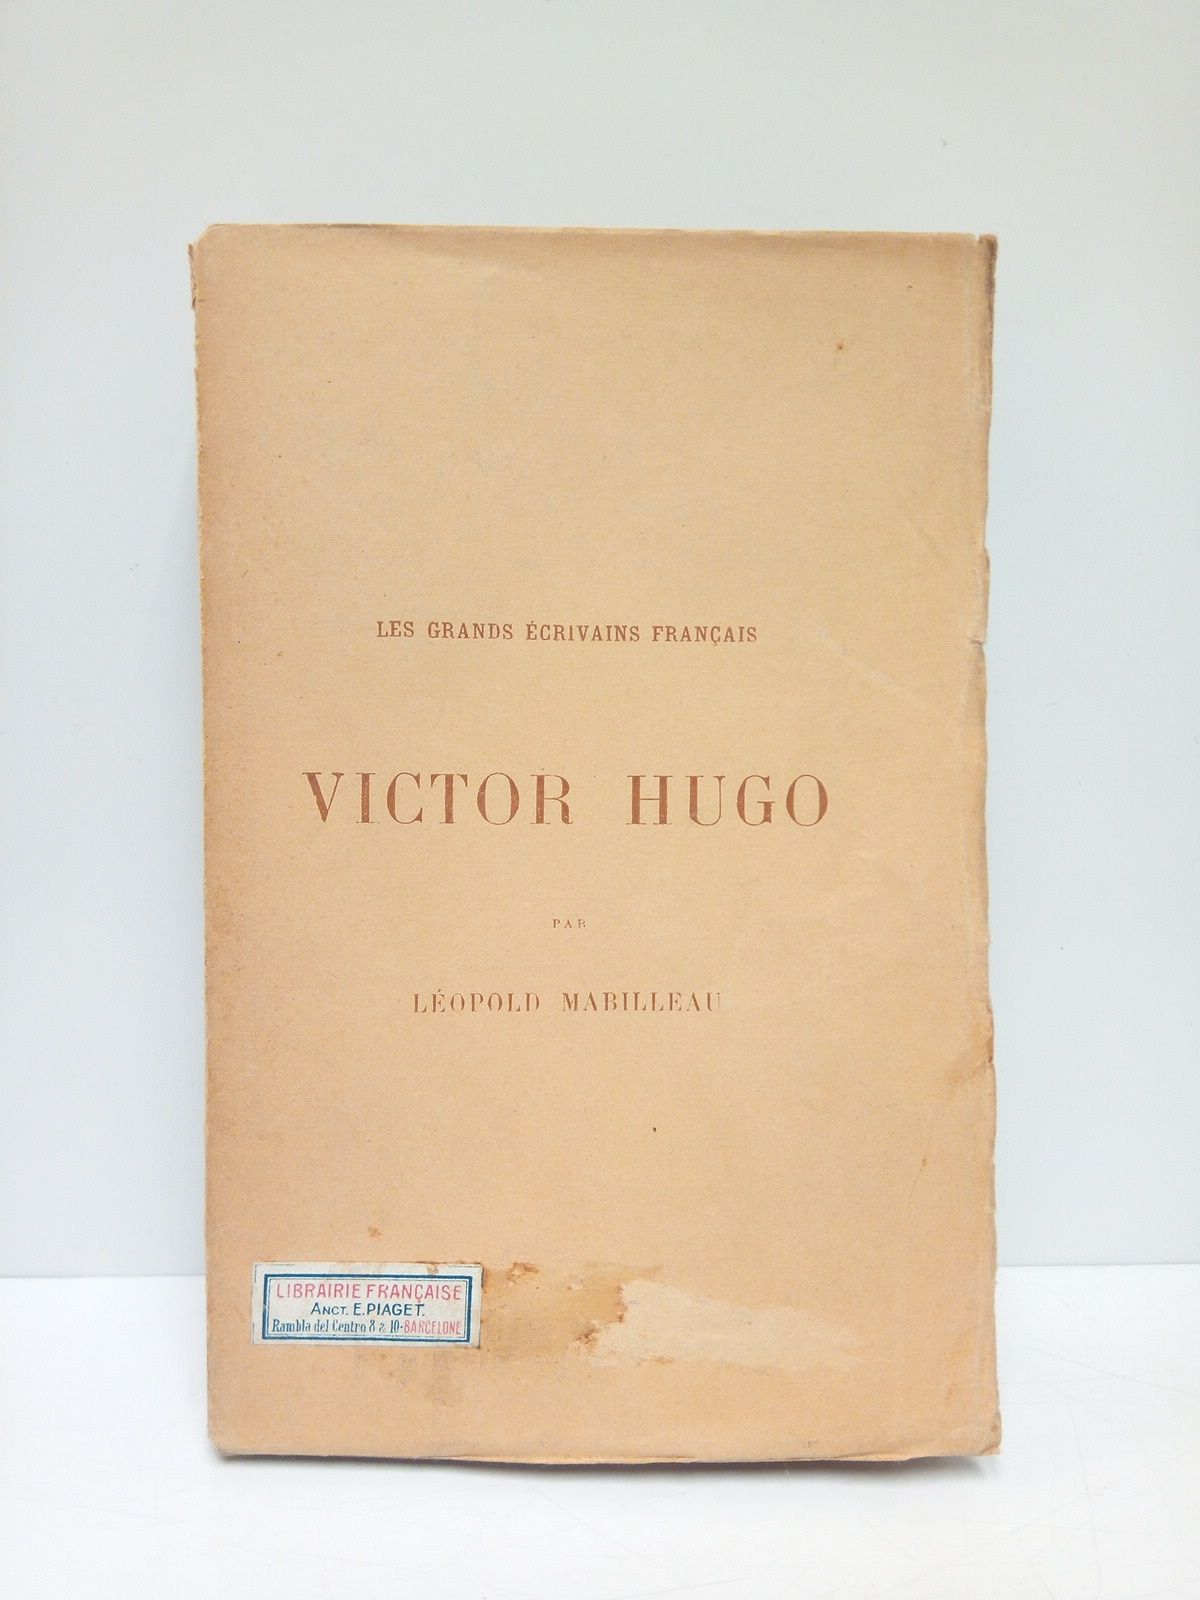 LES GRANDS ÉCRIVAINS FRANÇAIS
VICTOR HUGO
PAR
LÉOPOLD MABILLEAU
LIBRAIRIE FRANÇAISE
ANCT. E. PIAGET.
Rambla del Centro 8 & 10-BARCELONE